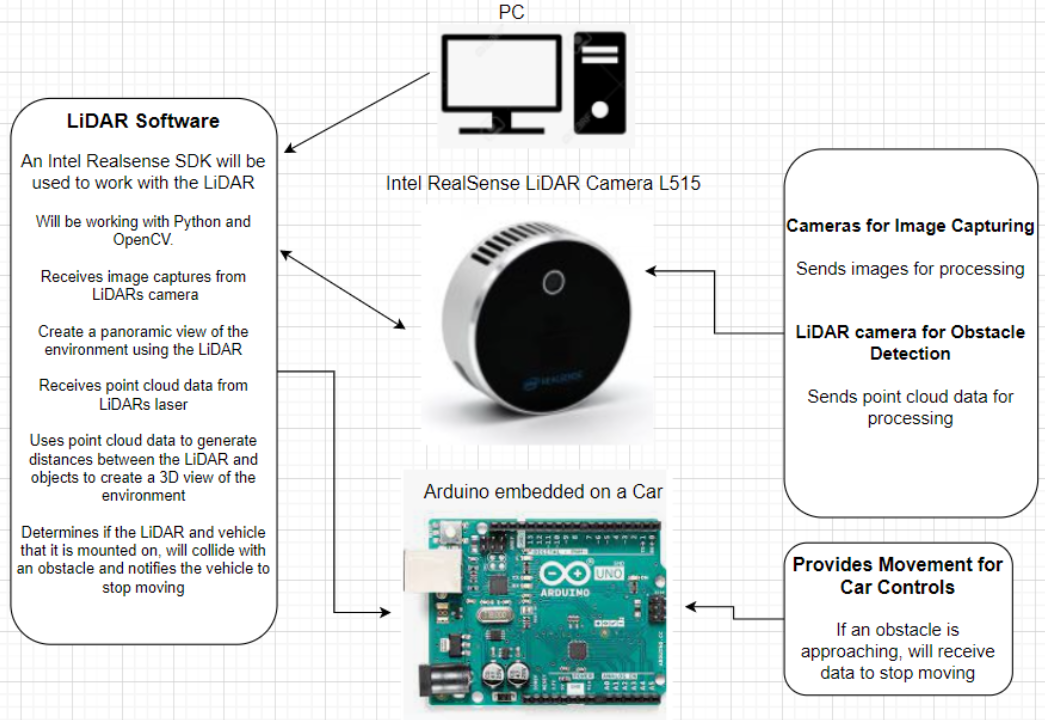 PC
LiDAR Software
An Intel Realsense SDK will be
used to work with the LiDAR
Will be working with Python and
OpenCV.
Receives image captures from
LiDARs camera
Create a panoramic view of the
environment using the LiDAR
Receives point cloud data from
LiDARs laser
Uses point cloud data to generate
distances between the LiDAR and
objects to create a 3D view of the
environment
Determines if the LiDAR and vehicle
that it is mounted on, will collide with
an obstacle and notifies the vehicle to
stop moving
Intel RealSense LiDAR Camera L515
intel REALSENSE
Arduino embedded on a Car
DIGITAL
UNO
ARDUINO
POWER
ANALOG IN
Cameras for Image Capturing
Sends images for processing
LiDAR camera for Obstacle
Detection
Sends point cloud data for
processing
Provides Movement for
Car Controls
If an obstacle is
approaching, will receive
data to stop moving